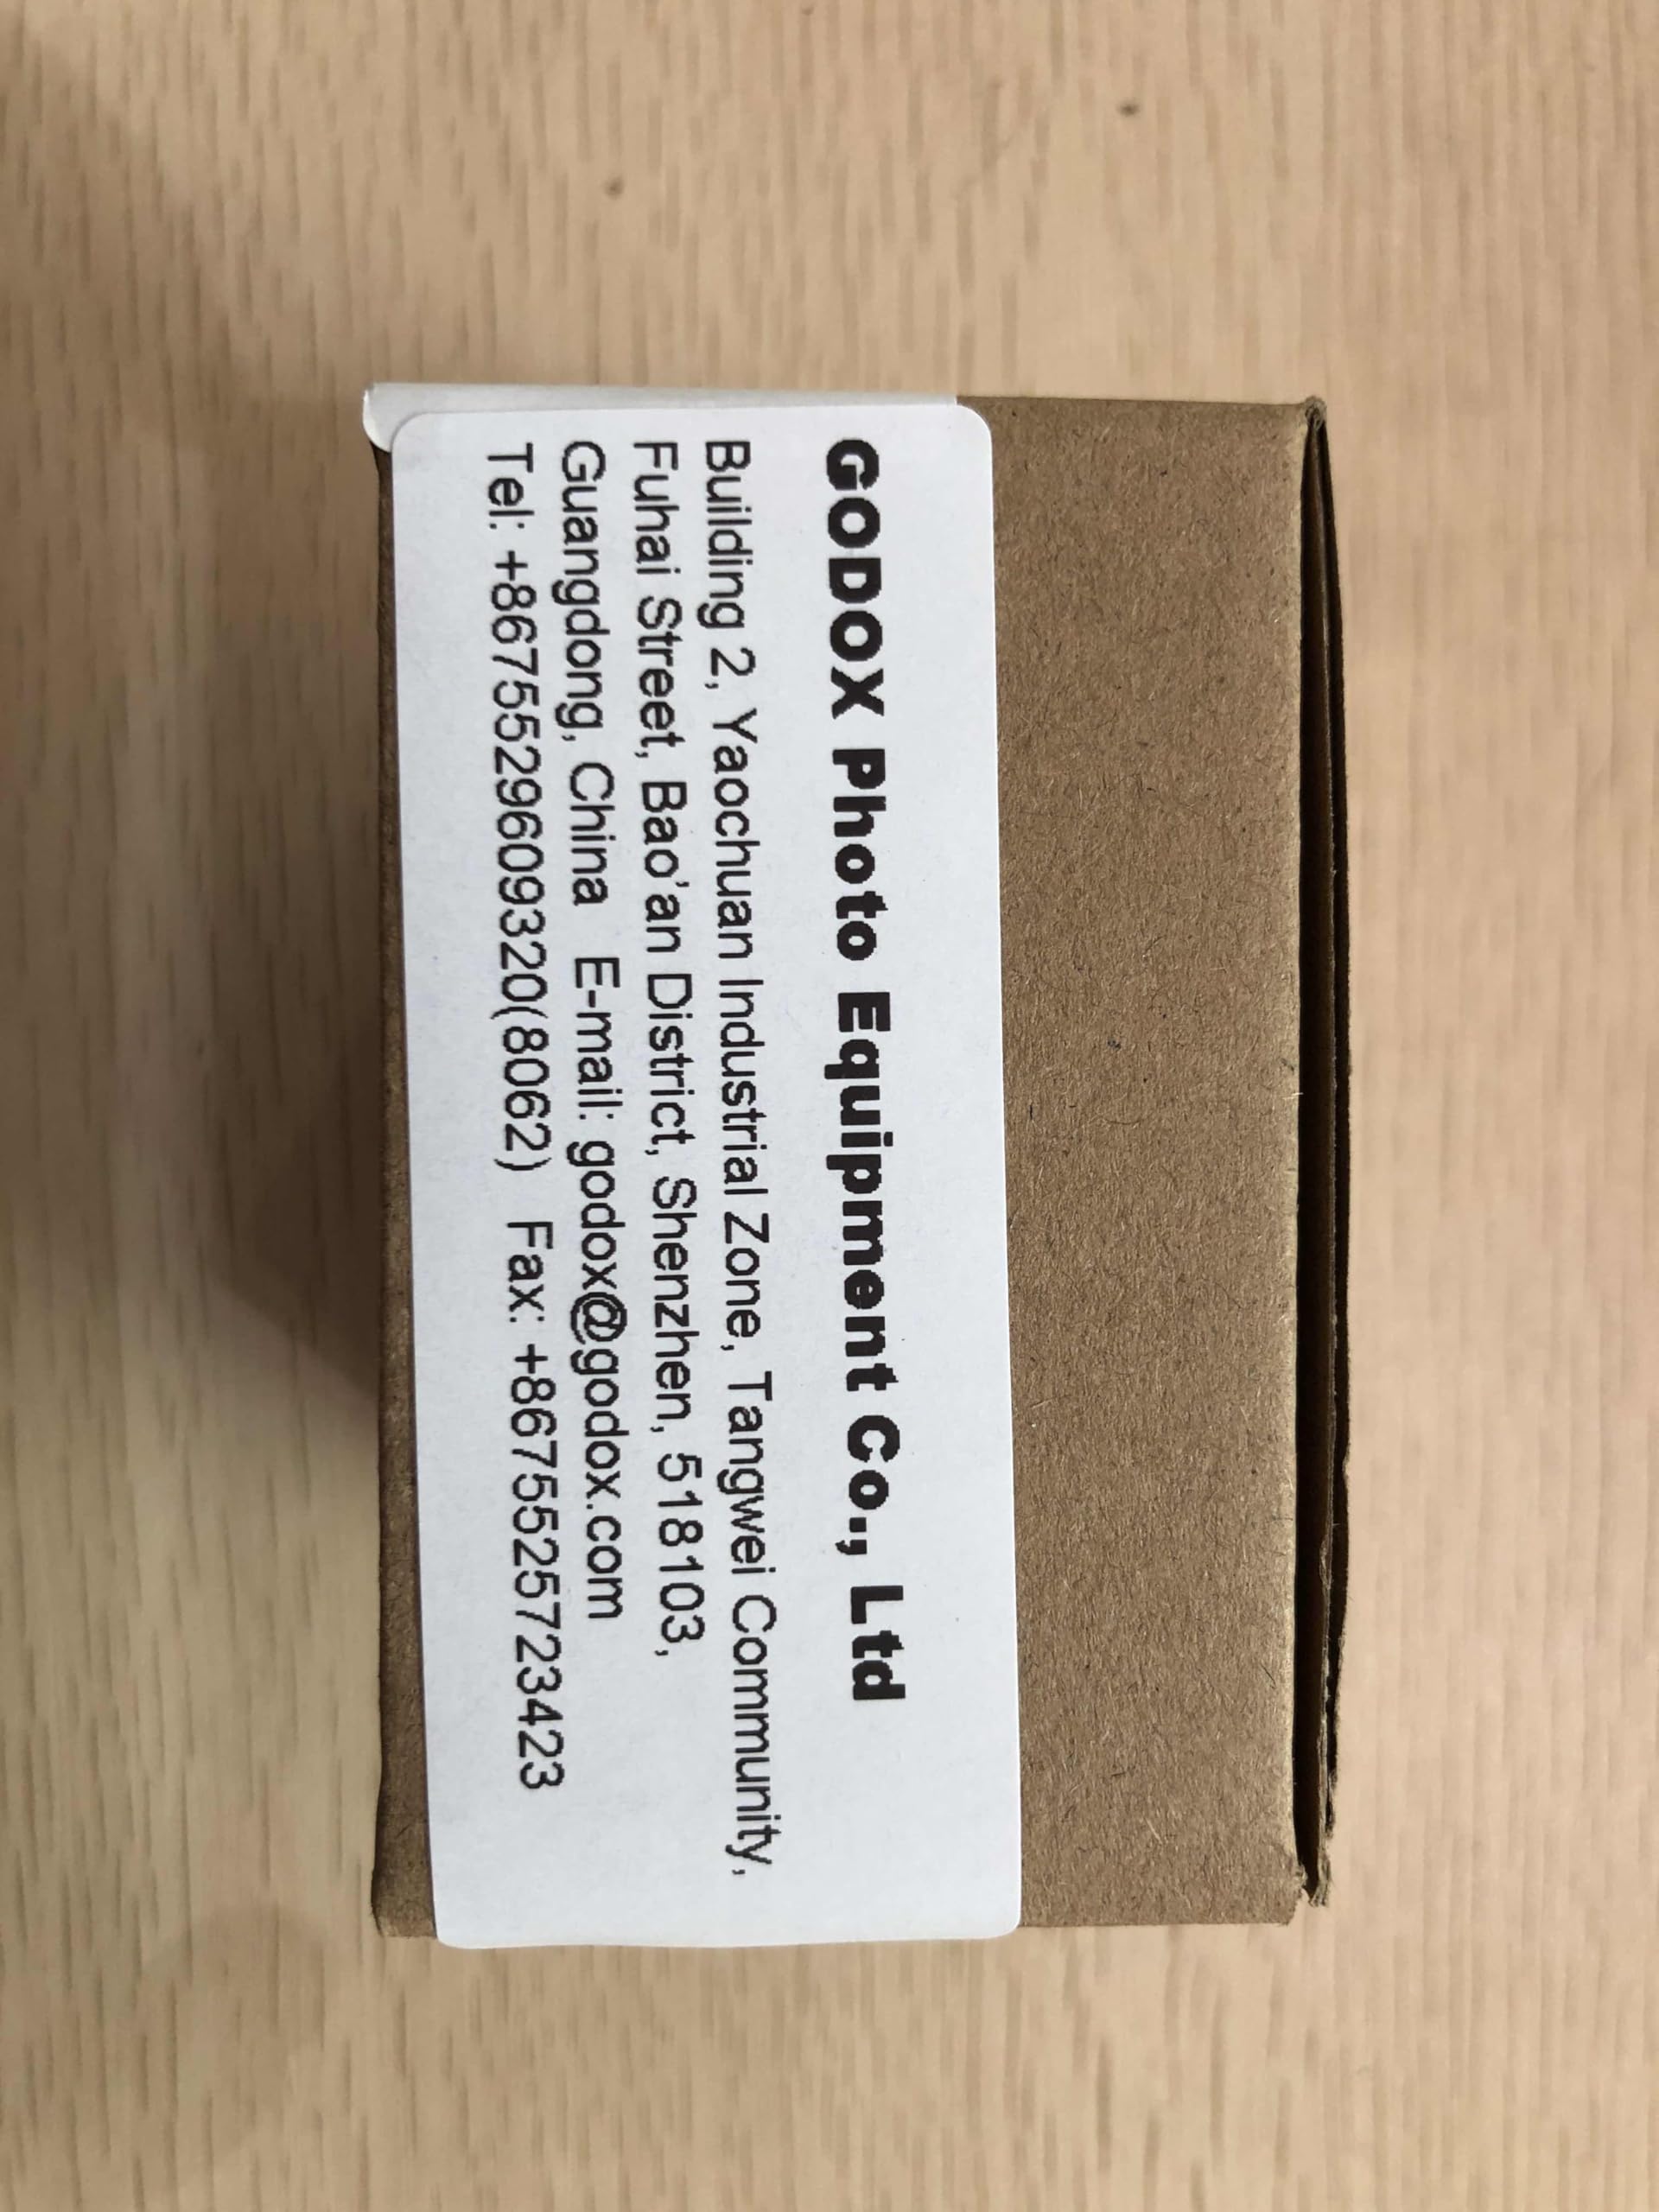 GODOX Photo Equipment Co., Ltd
Building 2, Yaochuan Industrial Zone, Tangwei Community,
Fuhai Street, Bao'an District, Shenzhen, 518103,
Guangdong, China E-mail: godox@godox.com
Tel: +8675529609320(8062) Fax: +8675525723423